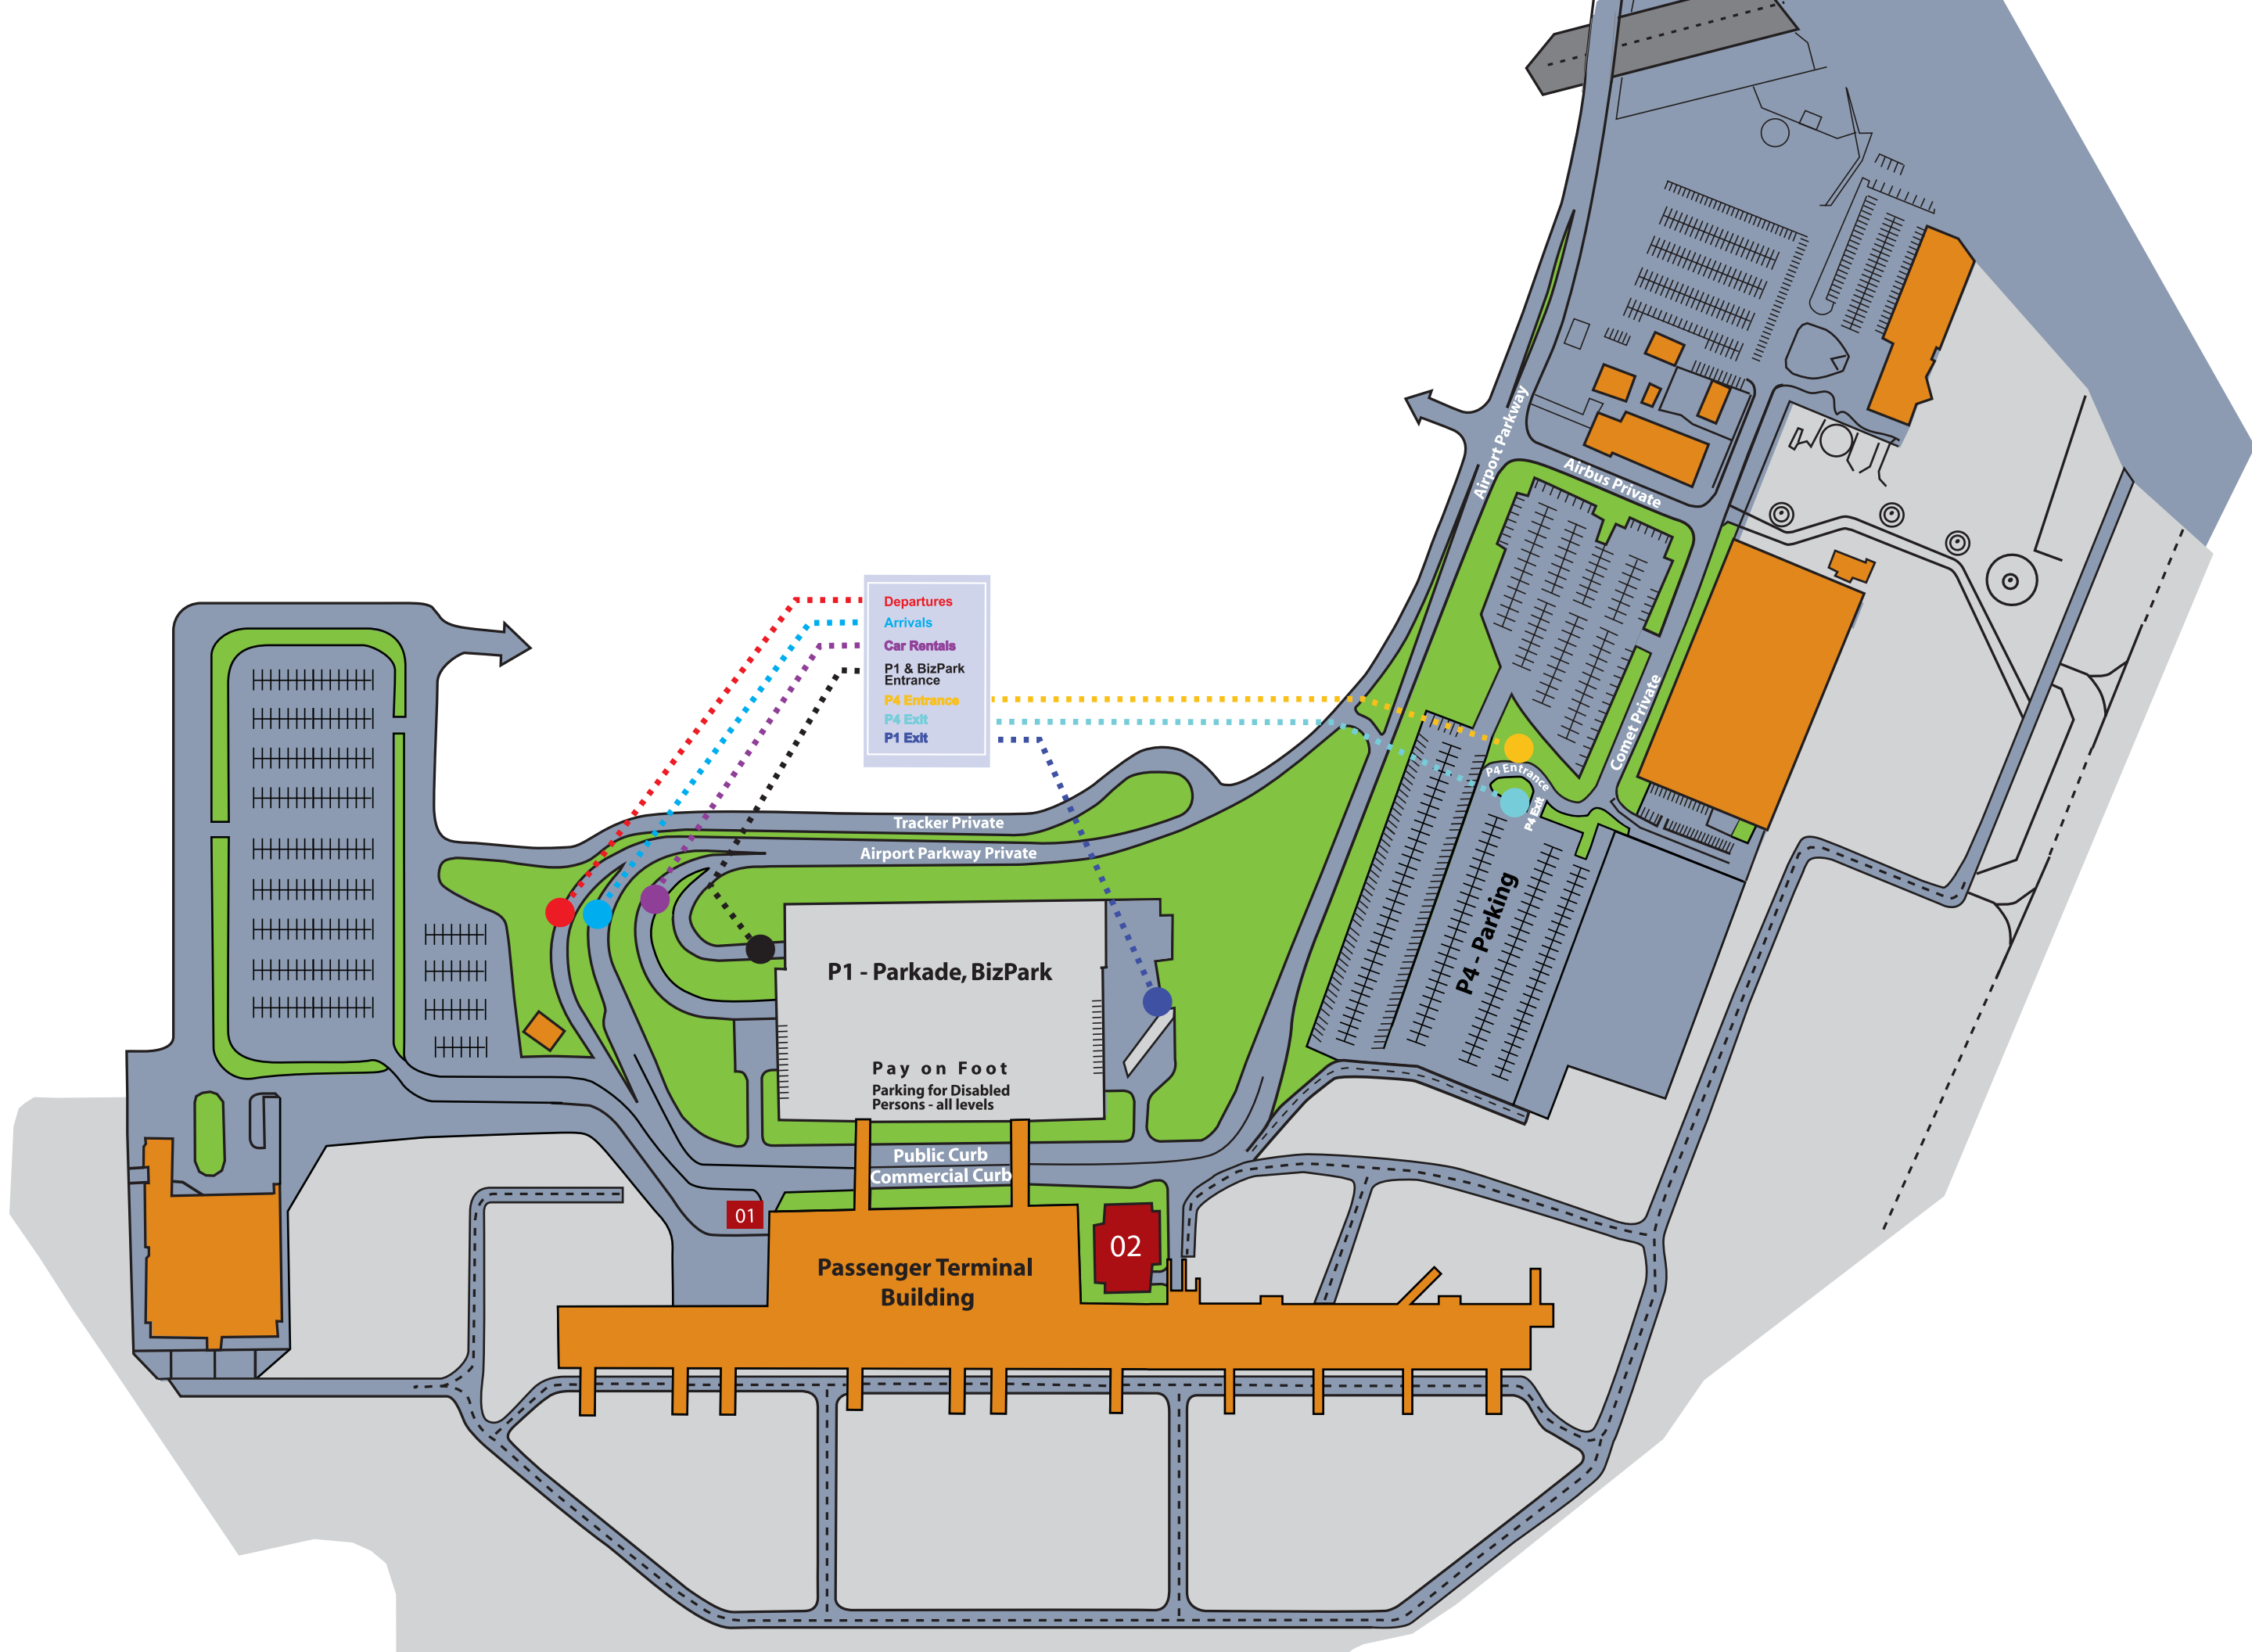 Airport Parkway
Airbus Private
Departures
Arrivals
Car Rentals
P1 & BizPark
Entrance
P4 Entrance
P4 Exit
P1 Exit
Comet Private
P4 Entrance
P4 Exit
Tracker Private
Airport Parkway Private
P4 - Parking
P1 - Parkade, BizPark
Pay on Foot
Parking for Disabled
Persons - all levels
Public Curb
Commercial Curb
01
02
Passenger Terminal
Building